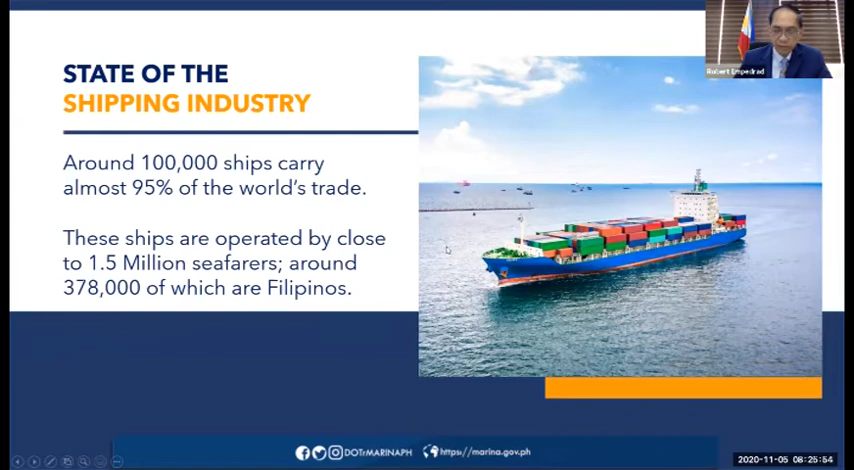 Robert Empedrad
STATE OF THE
SHIPPING INDUSTRY
Around 100,000 ships carry
almost 95% of the world's trade.
These ships are operated by close
to 1.5 Million seafarers; around
378,000 of which are Filipinos.
DOTrMARINAPH https://marina.gov.ph
2020-11-05 08:25:54